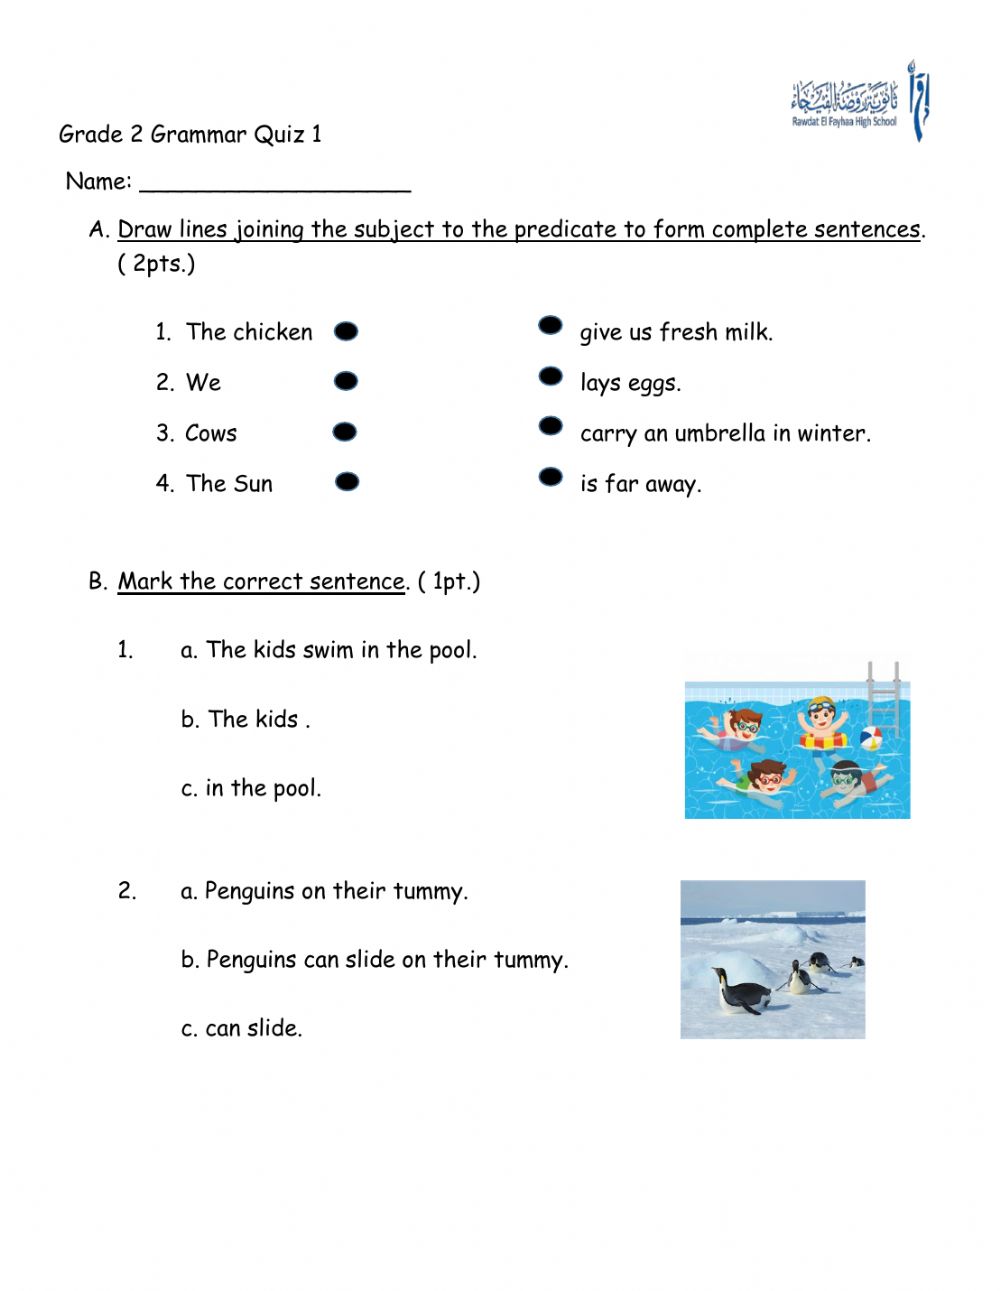 ثانوية روضة الفيحاء
Rawdat El Fayhaa High School
اقرأ
Grade 2 Grammar Quiz 1
Name: ____________________
A. Draw lines joining the subject to the predicate to form complete sentences.
( 2pts.)
1. The chicken give us fresh milk.
2. We lays eggs.
3. Cows carry an umbrella in winter.
4. The Sun is far away.
B. Mark the correct sentence. ( 1pt.)
1. a. The kids swim in the pool.
b. The kids .
c. in the pool.
2. a. Penguins on their tummy.
b. Penguins can slide on their tummy.
c. can slide.